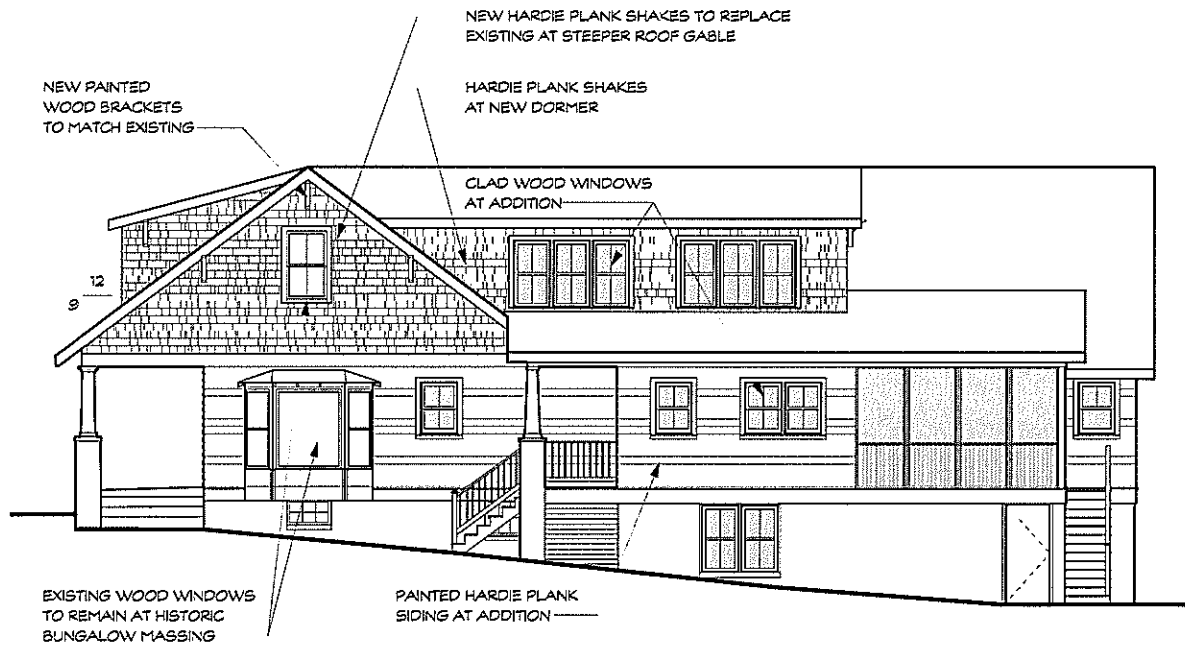 NEW HARDIE PLANK SHAKES TO REPLACE
EXISTING AT STEEPER ROOF GABLE
NEW PAINTED
WOOD BRACKETS
TO MATCH EXISTING
HARDIE PLANK SHAKES
AT NEW DORMER
CLAD WOOD WINDOWS
AT ADDITION
12
9
EXISTING WOOD WINDOWS
TO REMAIN AT HISTORIC
BUNGALOW MASSING
PAINTED HARDIE PLANK
SIDING AT ADDITION